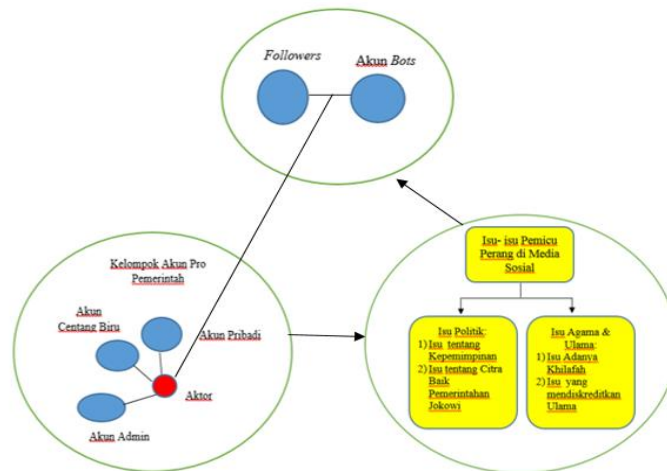 Followers
Akun Bots
Kelompok Akun Pro
Pemerintah
Akun
Centang Biru
Akun Pribadi
Aktor
Akun Admin
Isu- isu Pemicu
Perang di Media
Sosial
Isu Politik:
1) Isu tentang
Kepemimpinan
2) Isu tentang Citra
Baik
Pemerintahan
Jokowi
Isu Agama &
Ulama:
1) Isu Adanya
Khilafah
2) Isu yang
mendiskreditkan
Ulama